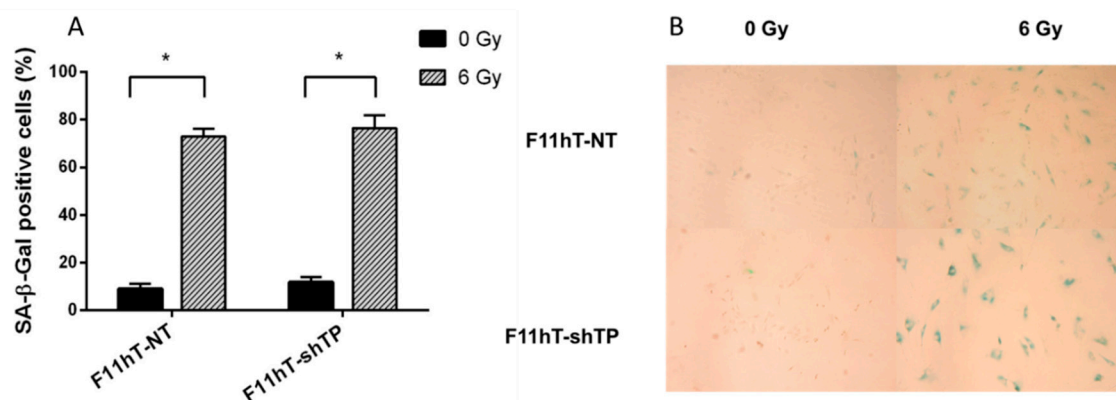 A
0 Gy
6 Gy
SA-β-Gal positive cells (%)
100
80
60
40
20
0
*
*
F11hT-NT
F11hT-shTP
B
0 Gy
6 Gy
F11hT-NT
F11hT-shTP